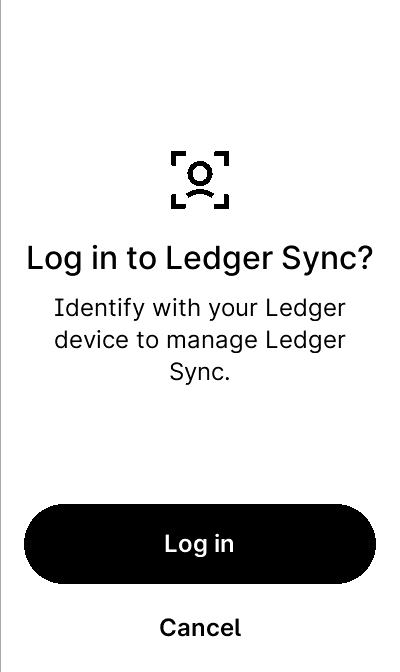 Log in to Ledger Sync?
Identify with your Ledger
device to manage Ledger
Sync.
Log in
Cancel